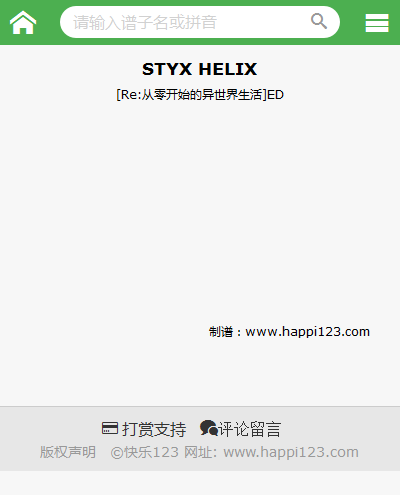 请输入谱子名或拼音
STYX HELIX
[Re:从零开始的异世界生活]ED
制谱：www.happi123.com
打赏支持 评论留言
版权声明 ©快乐123 网址: www.happi123.com